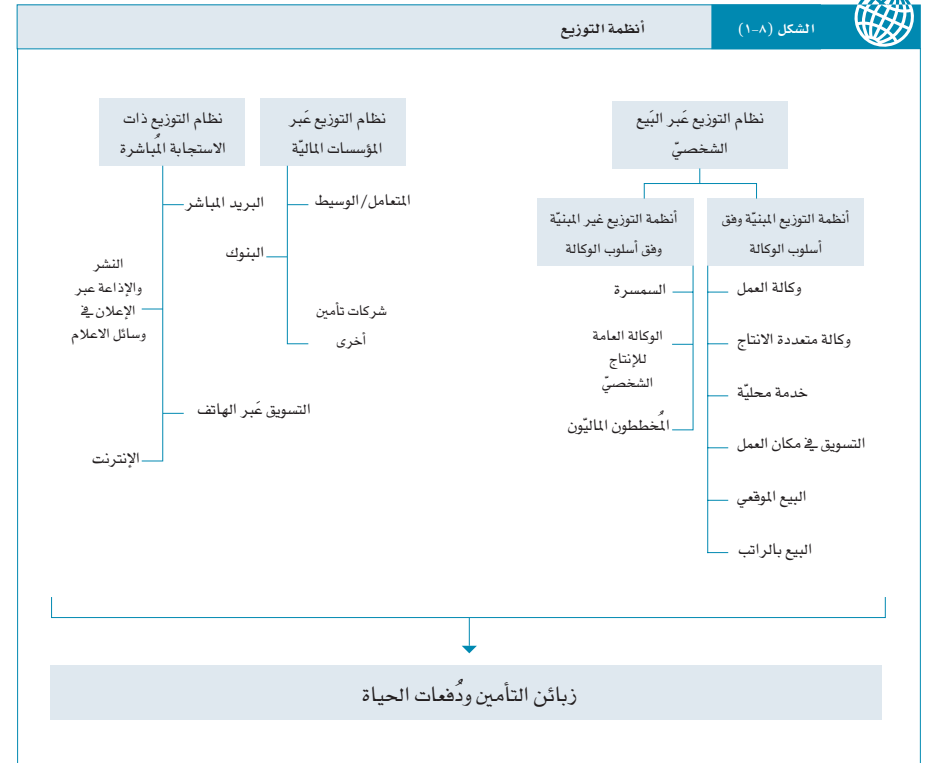 الشكل (٨-١)
أنظمة التوزيع
نظام التوزيع عَبر البَيع
الشخصيّ
أنظمة التوزيع المبنيّة وفق
أسلوب الوكالة
وكالة العمل
وكالة متعددة الانتاج
خدمة محليّة
التسويق في مكان العمل
البيع الموقعي
البيع بالراتب
أنظمة التوزيع غير المبنيّة
وفق أسلوب الوكالة
السمسرة
الوكالة العامة
للإنتاج
الشخصيّ
المُخططون الماليّون
نظام التوزيع عَبر
المؤسسات الماليّة
المتعامل/الوسيط
البنوك
شركات تأمين
أخرى
نظام التوزيع ذات
الاستجابة المُباشرة
البريد المباشر
النشر
والإذاعة عبر
الإعلان في
وسائل الاعلام
التسويق عَبر الهاتف
الإنترنت
زبائن التأمين ودُفعات الحياة